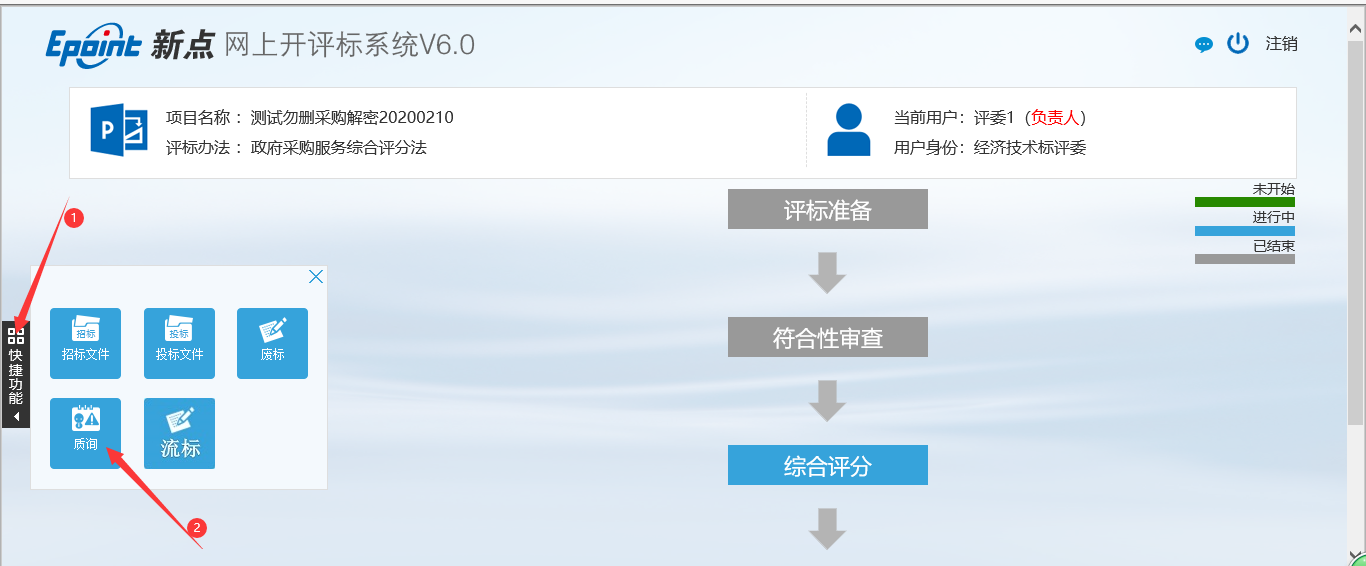 Epoint 新点 网上开评标系统V6.0
注销
P
项目名称： 测试勿删采购解密20200210
评标办法： 政府采购服务综合评分法
当前用户： 评委1（负责人）
用户身份： 经济技术标评委
未开始
进行中
已结束
评标准备
符合性审查
综合评分
1
快捷功能
招标
招标文件
投标
投标文件
废标
质询
流标
2